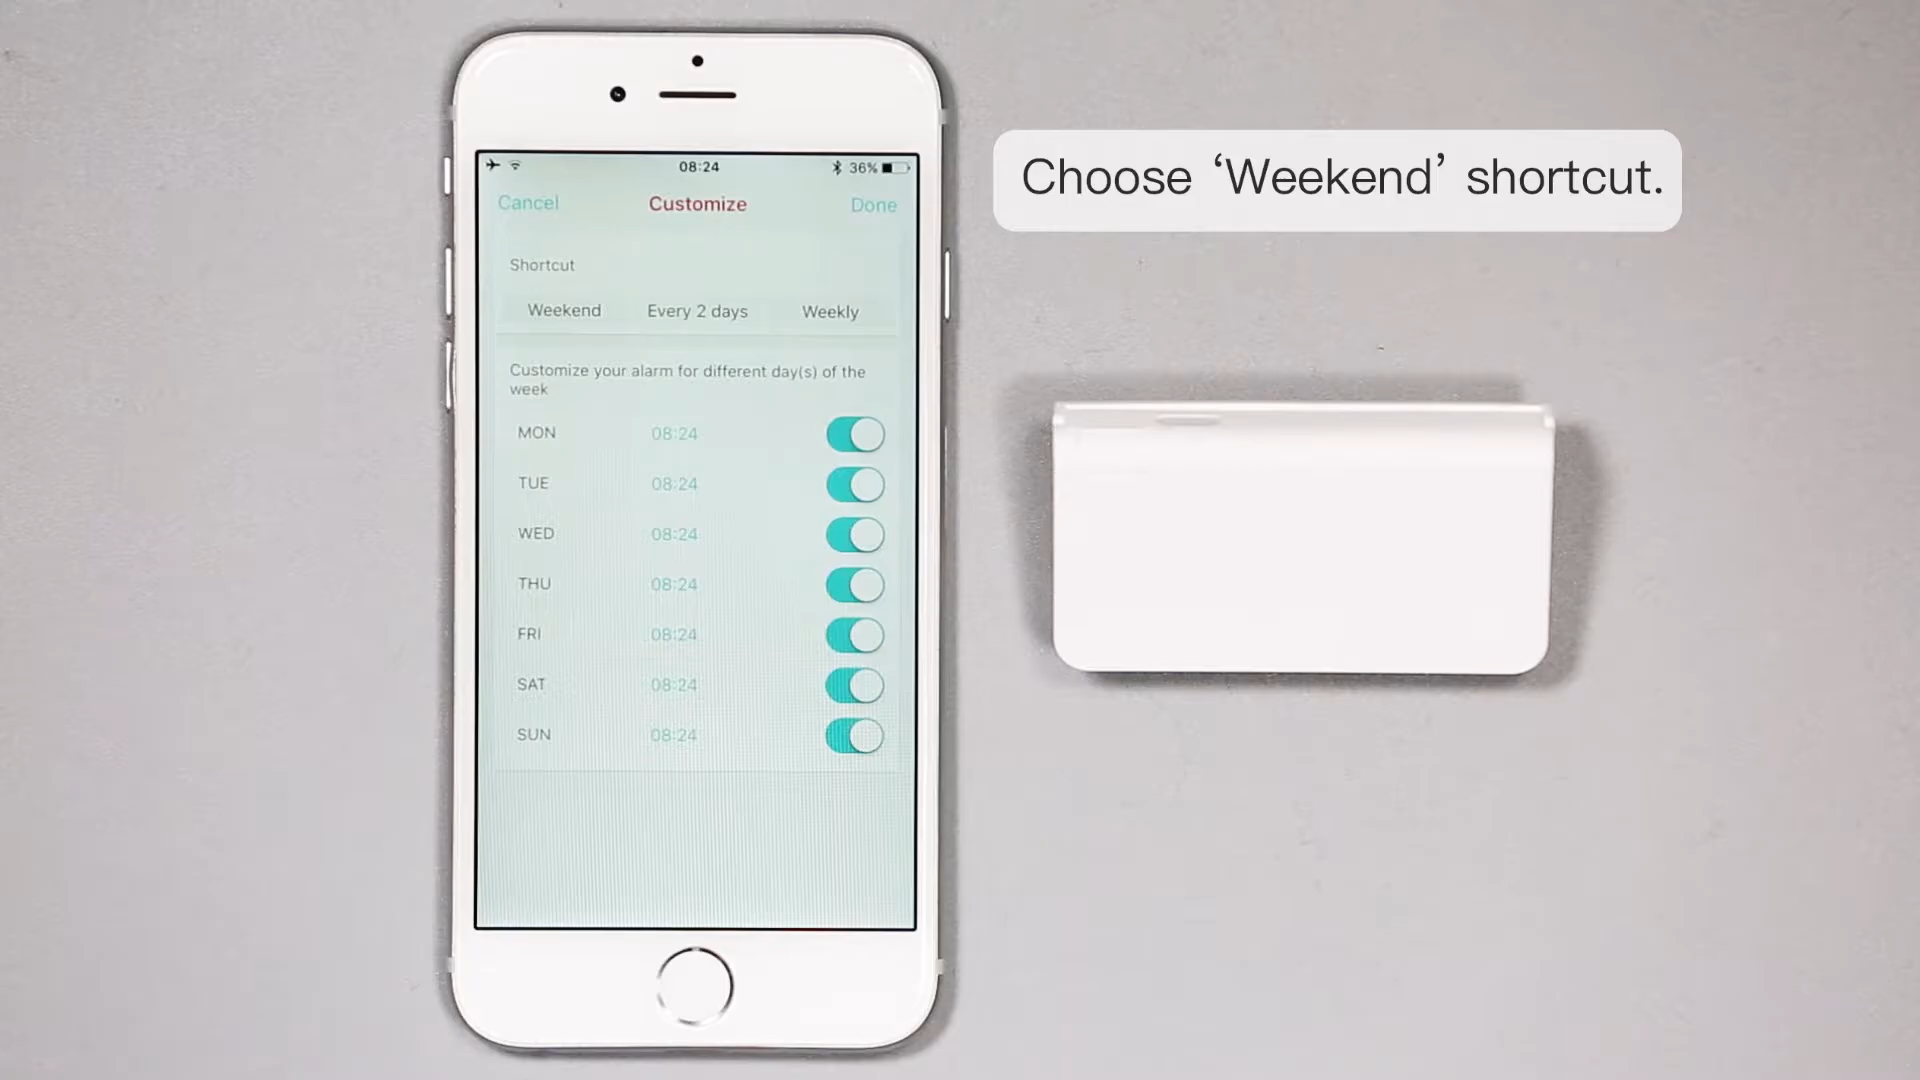 08:24
36%
Cancel
Customize
Done
Choose ‘Weekend’ shortcut.
Shortcut
Weekend
Every 2 days
Weekly
Customize your alarm for different day(s) of the
week
MON 08:24
TUE 08:24
WED 08:24
THU 08:24
FRI 08:24
SAT 08:24
SUN 08:24